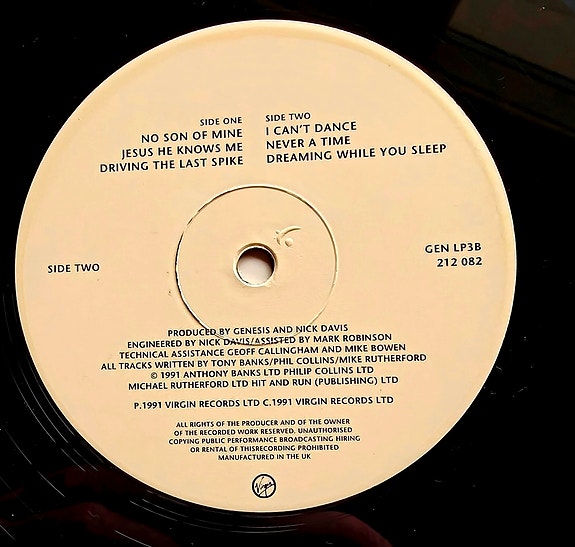 SIDE ONE
NO SON OF MINE
JESUS HE KNOWS ME
DRIVING THE LAST SPIKE
SIDE TWO
I CAN'T DANCE
NEVER A TIME
DREAMING WHILE YOU SLEEP
SIDE TWO
GEN LP3B
212 082
PRODUCED BY GENESIS AND NICK DAVIS
ENGINEERED BY NICK DAVIS/ASSISTED BY MARK ROBINSON
TECHNICAL ASSISTANCE GEOFF CALLINGHAM AND MIKE BOWEN
ALL TRACKS WRITTEN BY TONY BANKS/PHIL COLLINS/MIKE RUTHERFORD
© 1991 ANTHONY BANKS LTD PHILIP COLLINS LTD
MICHAEL RUTHERFORD LTD HIT AND RUN (PUBLISHING) LTD
P.1991 VIRGIN RECORDS LTD C.1991 VIRGIN RECORDS LTD
ALL RIGHTS OF THE PRODUCER AND OF THE OWNER
OF THE RECORDED WORK RESERVED. UNAUTHORISED
COPYING PUBLIC PERFORMANCE BROADCASTING HIRING
OR RENTAL OF THISRECORDING PROHIBITED
MANUFACTURED IN THE UK
Virgin